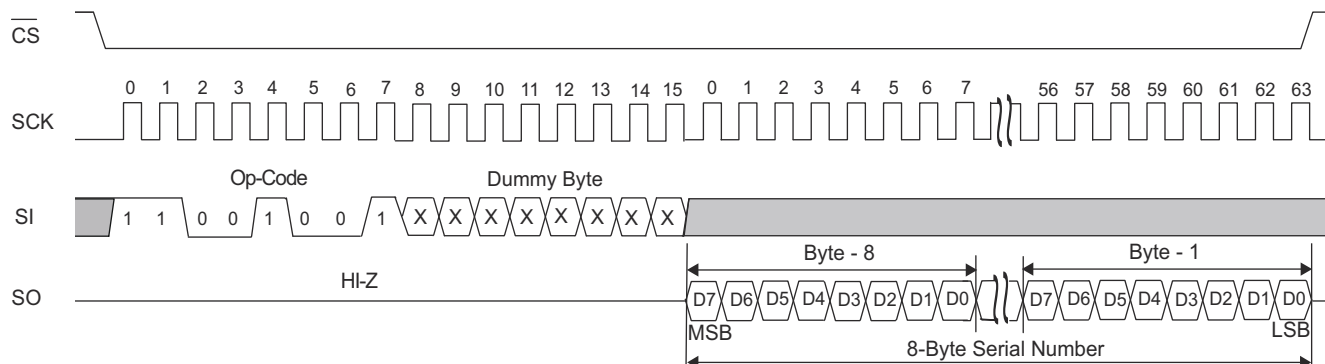 CS
0 1 2 3 4 5 6 7 8 9 10 11 12 13 14 15 0 1 2 3 4 5 6 7 56 57 58 59 60 61 62 63
SCK
Op-Code Dummy Byte
SI 1 1 0 0 1 0 0 1 X X X X X X X X
HI-Z Byte - 8 Byte - 1
SO D7 D6 D5 D4 D3 D2 D1 D0 D7 D6 D5 D4 D3 D2 D1 D0
MSB LSB
8-Byte Serial Number